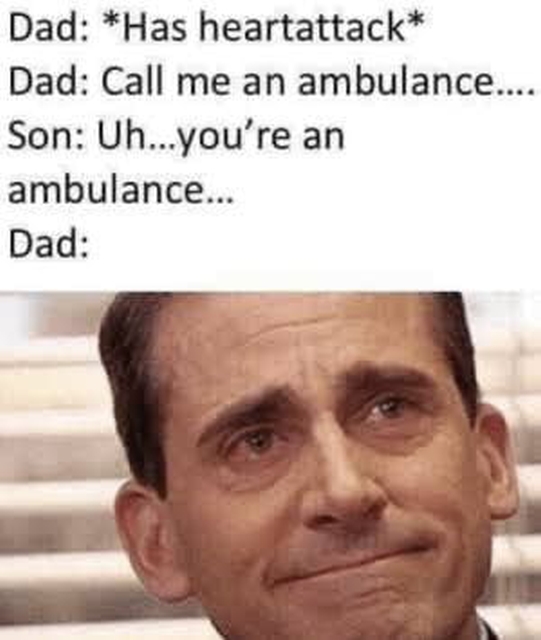 Dad: *Has heartattack*
Dad: Call me an ambulance....
Son: Uh...you're an
ambulance...
Dad: